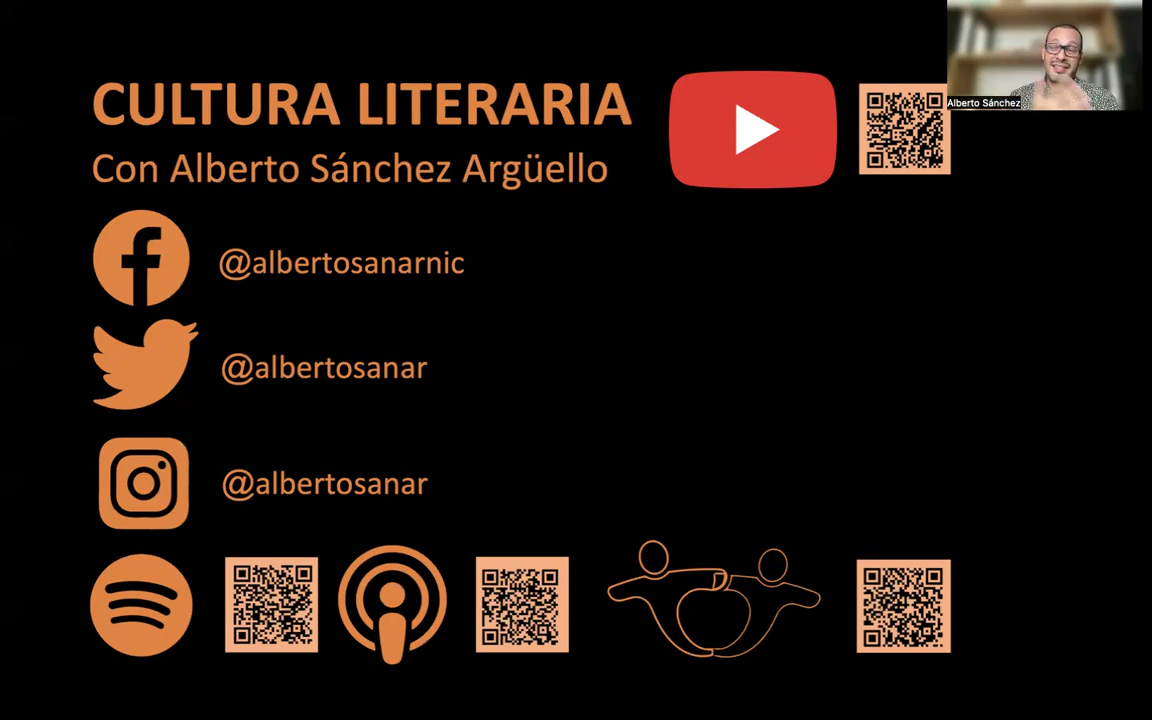 CULTURA LITERARIA
Con Alberto Sánchez Argüello
Alberto Sánchez
@albertosanarnic
@albertosanar
@albertosanar